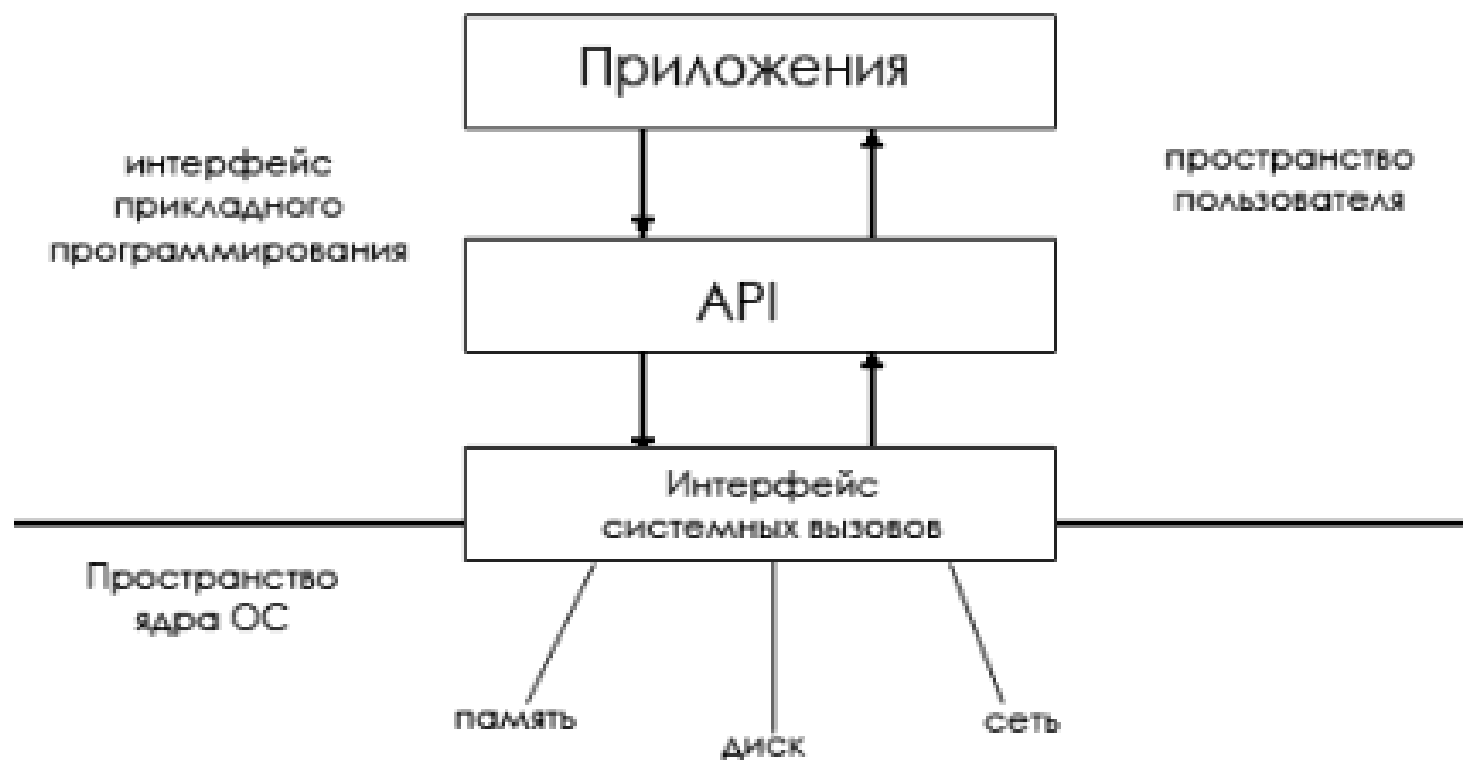 Приложения
интерфейс
прикладного
программирования
пространство
пользователя
API
Интерфейс
системных вызовов
Пространство
ядра ОС
память
диск
сеть